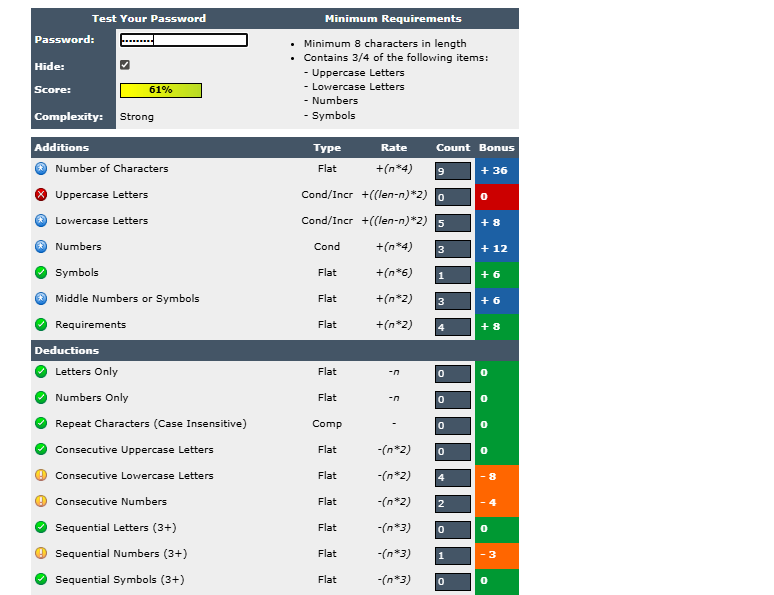 Test Your Password Minimum Requirements
Password: •••••••••
• Minimum 8 characters in length
Hide:
• Contains 3/4 of the following items:
- Uppercase Letters
Score: 61%
- Lowercase Letters
- Numbers
Complexity: Strong
- Symbols
Additions Type Rate Count Bonus
Number of Characters Flat +(n*4) 9 + 36
Uppercase Letters Cond/Incr +((len-n)*2) 0 0
Lowercase Letters Cond/Incr +((len-n)*2) 5 + 8
Numbers Cond +(n*4) 3 + 12
Symbols Flat +(n*6) 1 + 6
Middle Numbers or Symbols Flat +(n*2) 3 + 6
Requirements Flat +(n*2) 4 + 8
Deductions
Letters Only Flat -n 0 0
Numbers Only Flat -n 0 0
Repeat Characters (Case Insensitive) Comp - 0 0
Consecutive Uppercase Letters Flat -(n*2) 0 0
Consecutive Lowercase Letters Flat -(n*2) 4 - 8
Consecutive Numbers Flat -(n*2) 2 - 4
Sequential Letters (3+) Flat -(n*3) 0 0
Sequential Numbers (3+) Flat -(n*3) 1 - 3
Sequential Symbols (3+) Flat -(n*3) 0 0